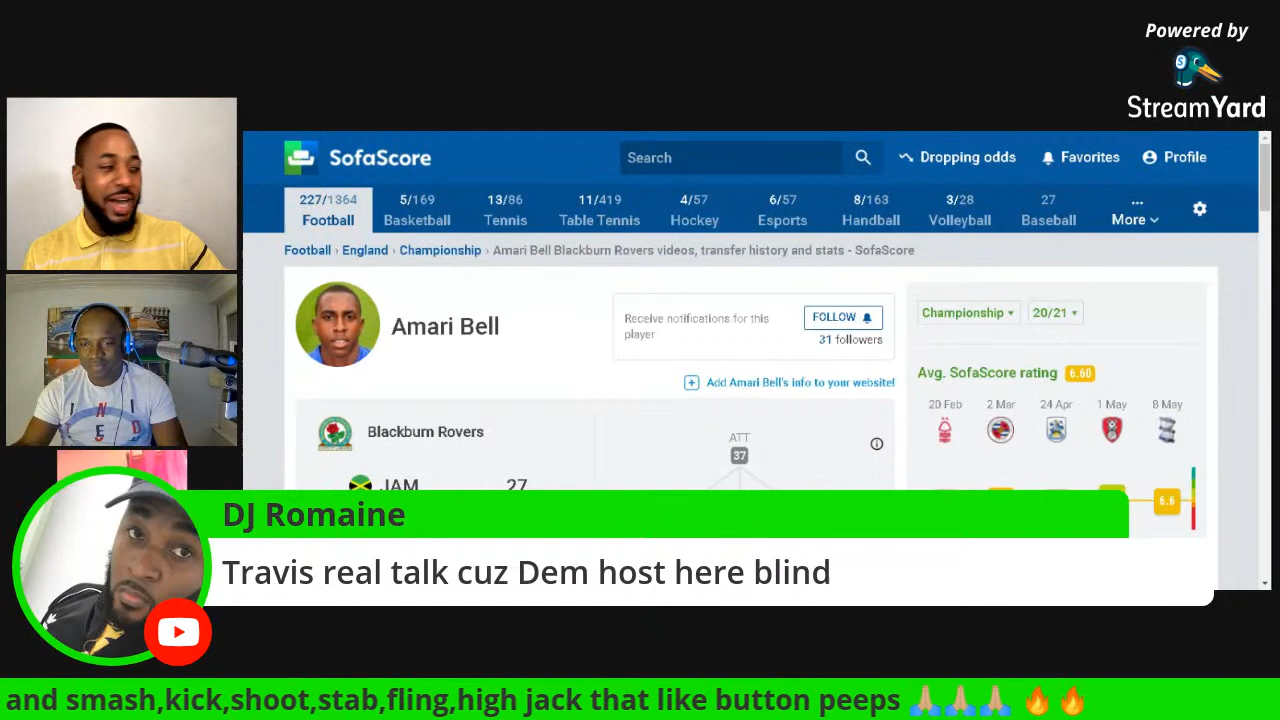 Powered by
StreamYard
SofaScore
Search
Dropping odds
Favorites
Profile
227/1364
Football
5/169
Basketball
13/86
Tennis
11/419
Table Tennis
4/57
Hockey
6/57
Esports
8/163
Handball
3/28
Volleyball
27
Baseball
...
More
Football › England › Championship › Amari Bell Blackburn Rovers videos, transfer history and stats - SofaScore
Amari Bell
Receive notifications for this
player
FOLLOW
31 followers
Add Amari Bell's info to your website!
Championship
20/21
Avg. SofaScore rating 6.60
20 Feb 2 Mar 24 Apr 1 May 8 May
6.6
Blackburn Rovers
ATT
37
JAM 27
DJ Romaine
Travis real talk cuz Dem host here blind
and smash,kick,shoot,stab,fling,high jack that like button peeps 🙏🏽🙏🏽🙏🏽 🔥🔥